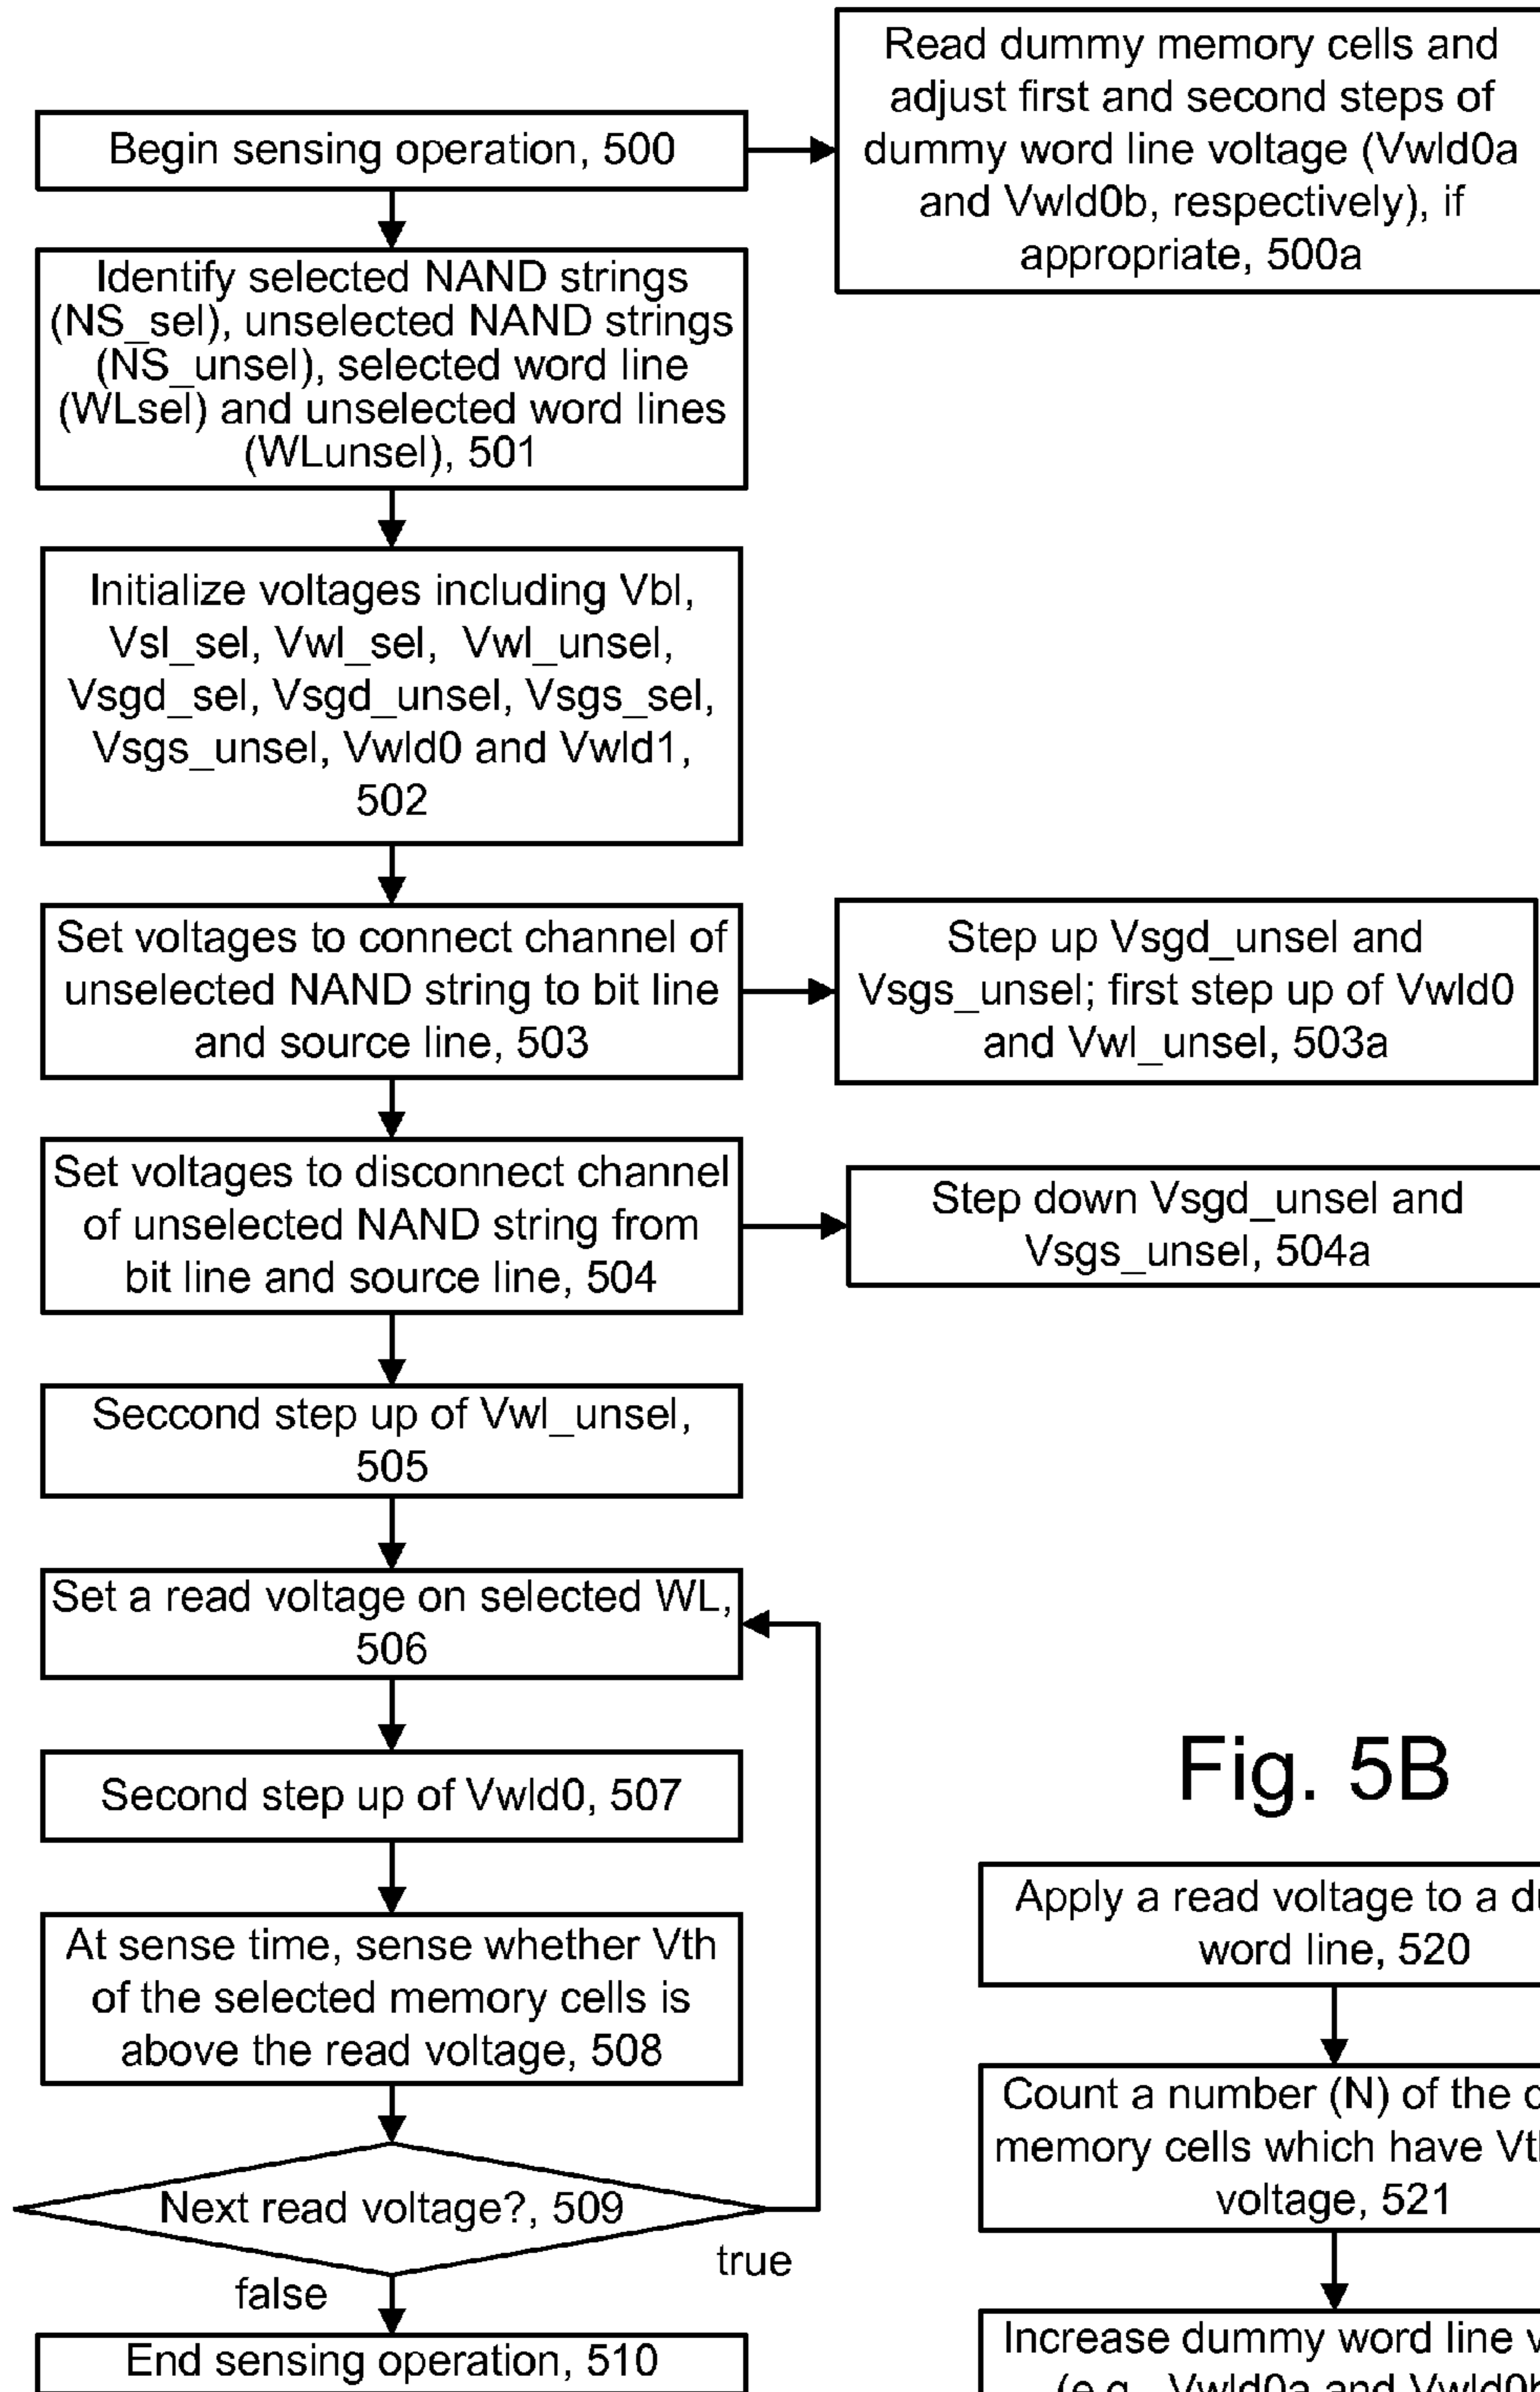 Begin sensing operation, 500
Read dummy memory cells and
adjust first and second steps of
dummy word line voltage (Vwld0a
and Vwld0b, respectively), if
appropriate, 500a
Identify selected NAND strings
(NS_sel), unselected NAND strings
(NS_unsel), selected word line
(WLsel) and unselected word lines
(WLunsel), 501
Initialize voltages including Vbl,
Vsl_sel, Vwl_sel, Vwl_unsel,
Vsgd_sel, Vsgd_unsel, Vsgs_sel,
Vsgs_unsel, Vwld0 and Vwld1,
502
Set voltages to connect channel of
unselected NAND string to bit line
and source line, 503
Step up Vsgd_unsel and
Vsgs_unsel; first step up of Vwld0
and Vwl_unsel, 503a
Set voltages to disconnect channel
of unselected NAND string from
bit line and source line, 504
Step down Vsgd_unsel and
Vsgs_unsel, 504a
Seccond step up of Vwl_unsel,
505
Set a read voltage on selected WL,
506
Second step up of Vwld0, 507
At sense time, sense whether Vth
of the selected memory cells is
above the read voltage, 508
Next read voltage?, 509
true
false
End sensing operation, 510
Fig. 5B
Apply a read voltage to a
word line, 520
Count a number (N) of the
memory cells which have
voltage, 521
Increase dummy word line
(e.g., Vwld0a and